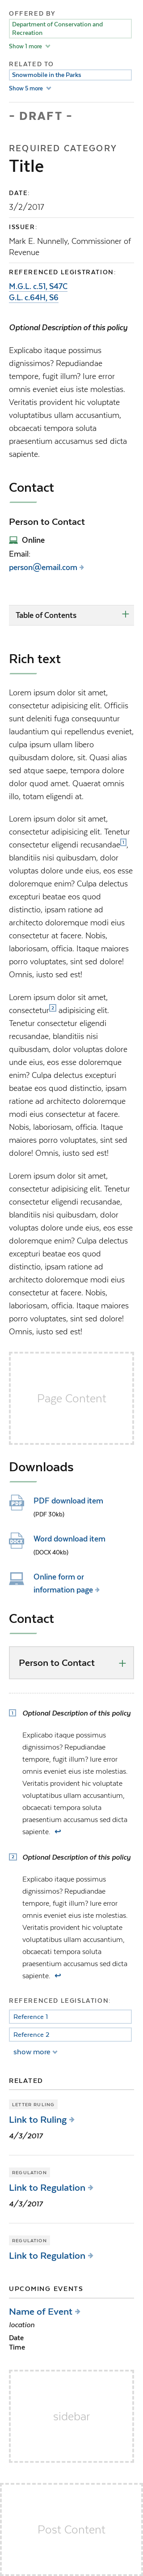 OFFERED BY
Department of Conservation and
Recreation
Show 1 more
RELATED TO
Snowmobile in the Parks
Show 5 more
- DRAFT -
REQUIRED CATEGORY
Title
DATE:
3/2/2017
ISSUER:
Mark E. Nunnelly, Commissioner of
Revenue
REFERENCED LEGISTRATION:
M.G.L. c.51, S47C
G.L. c.64H, S6
Optional Description of this policy
Explicabo itaque possimus
dignissimos? Repudiandae
tempore, fugit illum? Iure error
omnis eveniet eius iste molestias.
Veritatis provident hic voluptate
voluptatibus ullam accusantium,
obcaecati tempora soluta
praesentium accusamus sed dicta
sapiente.
Contact
Person to Contact
Online
Email:
person@email.com
Table of Contents
Rich text
Lorem ipsum dolor sit amet,
consectetur adipisicing elit. Officiis
sunt deleniti fuga consequuntur
laudantium qui repellendus eveniet,
culpa ipsum ullam libero
quibusdam dolore, sit. Quasi alias
sed atque saepe, tempora dolore
dolor quod amet. Quaerat omnis
illo, totam eligendi at.
Lorem ipsum dolor sit amet,
consectetur adipisicing elit. Tenetur
consectetur eligendi recusandae 1,
blanditiis nisi quibusdam, dolor
voluptas dolore unde eius, eos esse
doloremque enim? Culpa delectus
excepturi beatae eos quod
distinctio, ipsam ratione ad
architecto doloremque modi eius
consectetur at facere. Nobis,
laboriosam, officia. Itaque maiores
porro voluptates, sint sed dolore!
Omnis, iusto sed est!
Lorem ipsum dolor sit amet,
consectetur 2 adipisicing elit.
Tenetur consectetur eligendi
recusandae, blanditiis nisi
quibusdam, dolor voluptates dolore
unde eius, eos esse doloremque
enim? Culpa delectus excepturi
beatae eos quod distinctio, ipsam
ratione ad architecto doloremque
modi eius consectetur at facere.
Nobis, laboriosam, officia. Itaque
maiores porro voluptates, sint sed
dolore! Omnis, iusto sed est!
Lorem ipsum dolor sit amet,
consectetur adipisicing elit. Tenetur
consectetur eligendi recusandae,
blanditiis nisi quibusdam, dolor
voluptas dolore unde eius, eos esse
doloremque enim? Culpa delectus
excepturi beatae eos quod
distinctio, ipsam ratione ad
architecto doloremque modi eius
consectetur at facere. Nobis,
laboriosam, officia. Itaque maiores
porro voluptates, sint sed dolore!
Omnis, iusto sed est!
Page Content
Downloads
PDF
PDF download item
(PDF 30kb)
DOCX
Word download item
(DOCX 40kb)
Online form or
information page
Contact
Person to Contact
1 Optional Description of this policy
Explicabo itaque possimus
dignissimos? Repudiandae
tempore, fugit illum? Iure error
omnis eveniet eius iste molestias.
Veritatis provident hic voluptate
voluptatibus ullam accusantium,
obcaecati tempora soluta
praesentium accusamus sed dicta
sapiente. ↩
2 Optional Description of this policy
Explicabo itaque possimus
dignissimos? Repudiandae
tempore, fugit illum? Iure error
omnis eveniet eius iste molestias.
Veritatis provident hic voluptate
voluptatibus ullam accusantium,
obcaecati tempora soluta
praesentium accusamus sed dicta
sapiente. ↩
REFERENCED LEGISLATION:
Reference 1
Reference 2
show more
RELATED
LETTER RULING
Link to Ruling
4/3/2017
REGULATION
Link to Regulation
4/3/2017
REGULATION
Link to Regulation
UPCOMING EVENTS
Name of Event
location
Date
Time
sidebar
Post Content